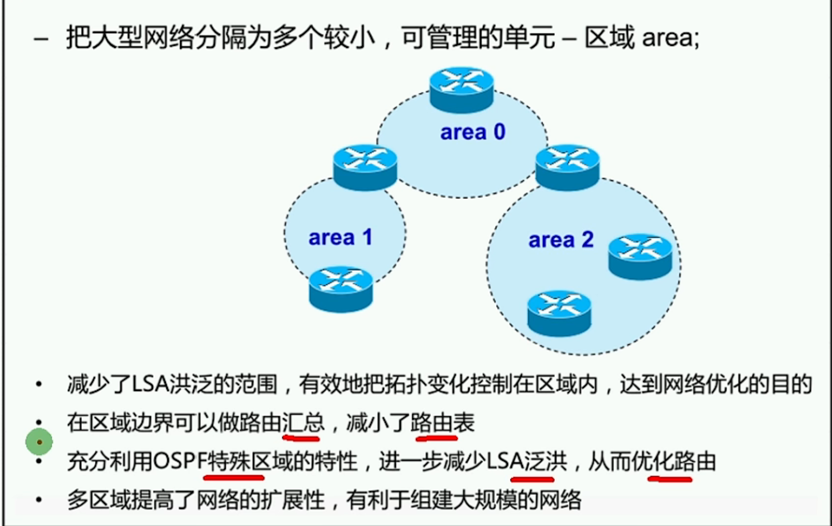 – 把大型网络分隔为多个较小，可管理的单元 – 区域 area;
area 0
area 1
area 2
• 减少了LSA洪泛的范围，有效地把拓扑变化控制在区域内，达到网络优化的目的
• 在区域边界可以做路由汇总，减小了路由表
• 充分利用OSPF特殊区域的特性，进一步减少LSA泛洪，从而优化路由
• 多区域提高了网络的扩展性，有利于组建大规模的网络